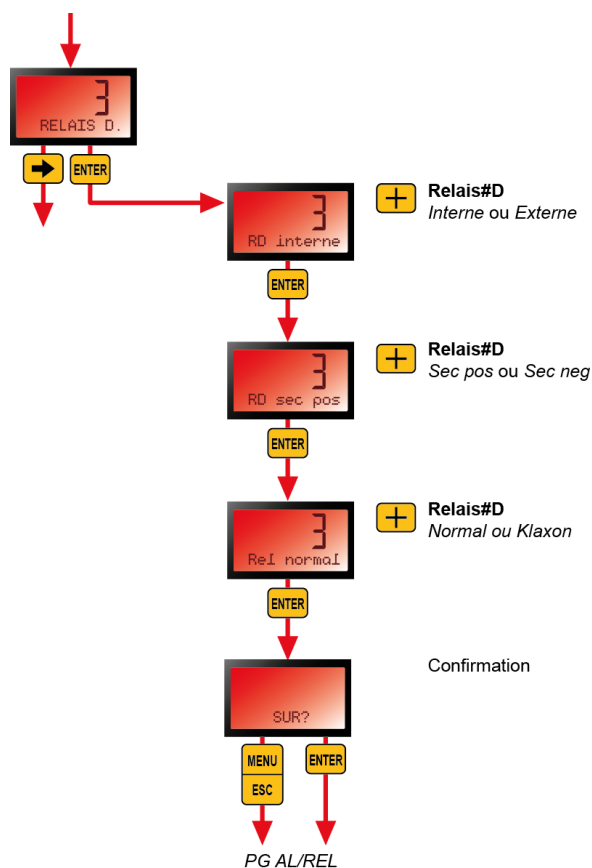 3
RELAIS D.
ENTER
3
RD interne
Relais#D
Interne ou Externe
ENTER
3
RD sec pos
Relais#D
Sec pos ou Sec neg
ENTER
3
Rel normal
Relais#D
Normal ou Klaxon
ENTER
SUR?
Confirmation
MENU
ESC
ENTER
PG AL/REL